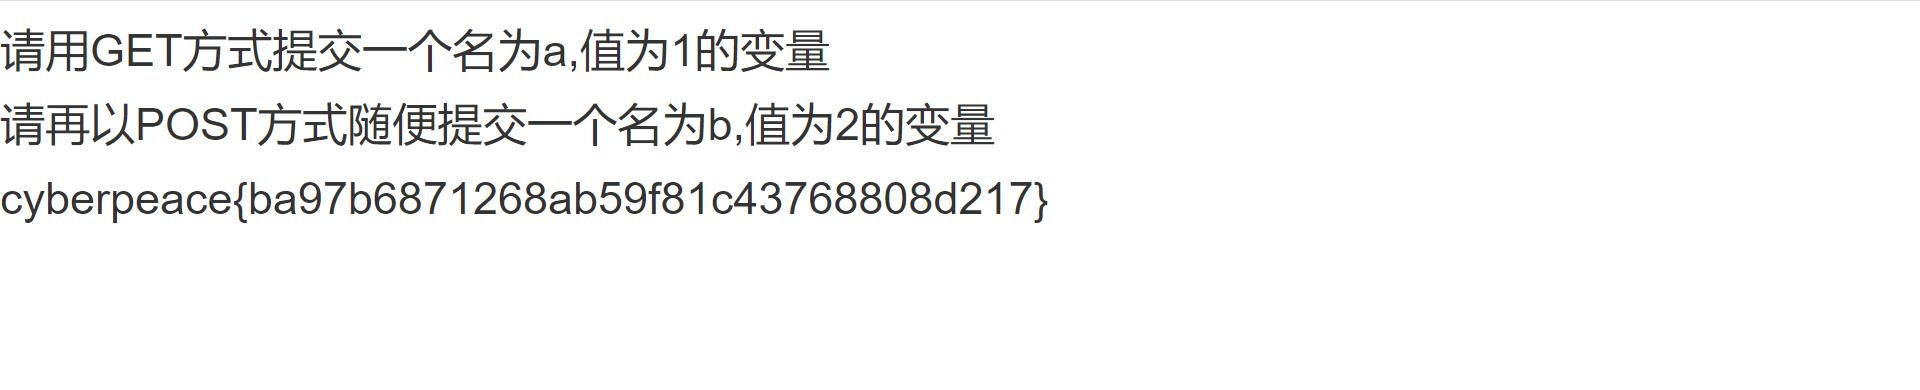 请用GET方式提交一个名为a,值为1的变量
请再以POST方式随便提交一个名为b,值为2的变量
cyberpeace{ba97b6871268ab59f81c43768808d217}